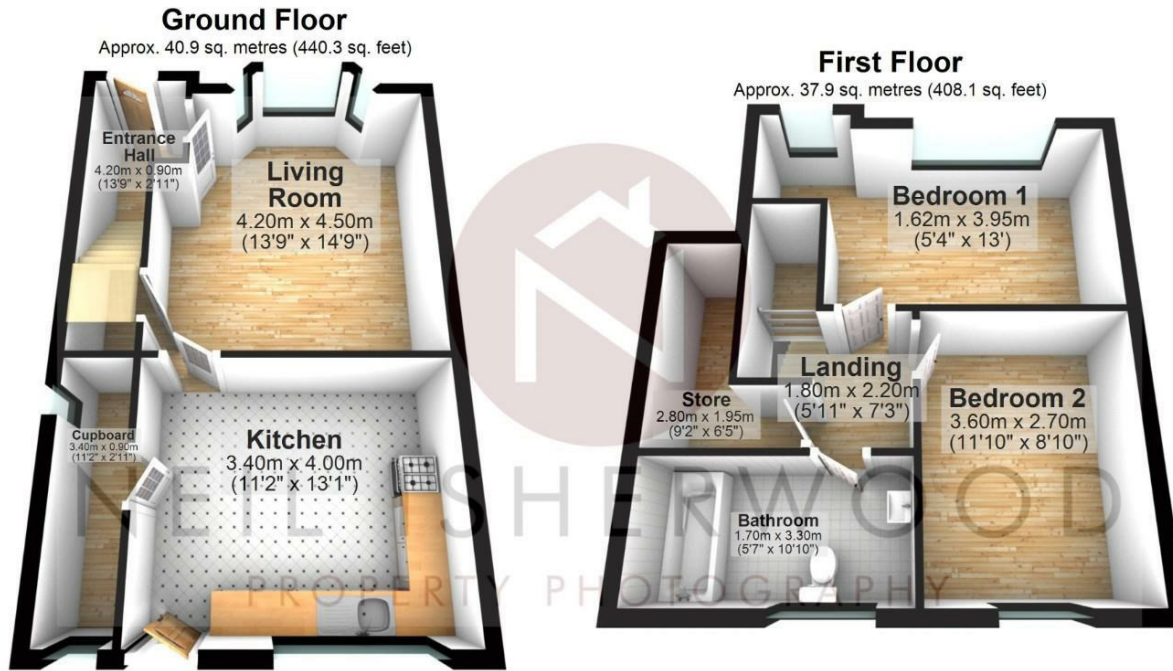 Ground Floor
Approx. 40.9 sq. metres (440.3 sq. feet)
Entrance
Hall
4.20m x 0.90m
(13'9" x 2'11")
Living
Room
4.20m x 4.50m
(13'9" x 14'9")
Cupboard
3.40m x 0.90m
(11'2" x 2'11")
Kitchen
3.40m x 4.00m
(11'2" x 13'1")
First Floor
Approx. 37.9 sq. metres (408.1 sq. feet)
Bedroom 1
1.62m x 3.95m
(5'4" x 13')
Landing
1.80m x 2.20m
(5'11" x 7'3")
Store
2.80m x 1.95m
(9'2" x 6'5")
Bedroom 2
3.60m x 2.70m
(11'10" x 8'10")
Bathroom
1.70m x 3.30m
(5'7" x 10'10")
NEIL ISHERWOOD
PROPERTY PHOTOGRAPHY